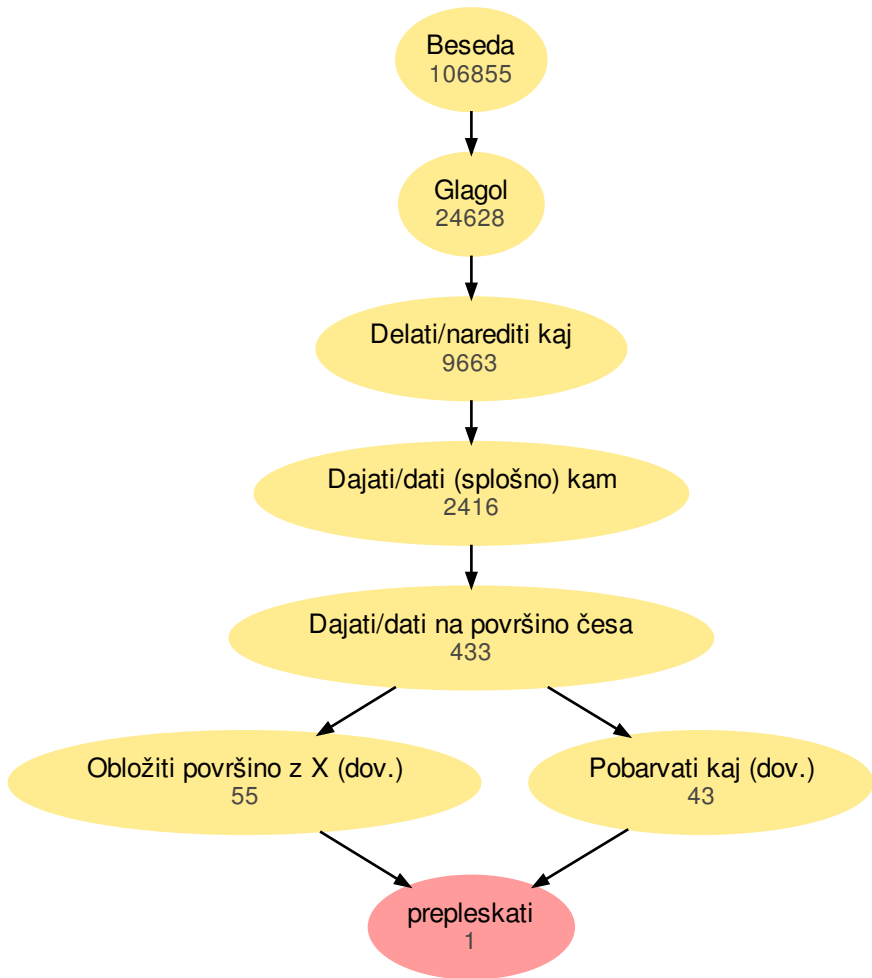 Beseda
106855
Glagol
24628
Delati/narediti kaj
9663
Dajati/dati (splošno) kam
2416
Dajati/dati na površino česa
433
Obložiti površino z X (dov.)
55
Pobarvati kaj (dov.)
43
prepleskati
1